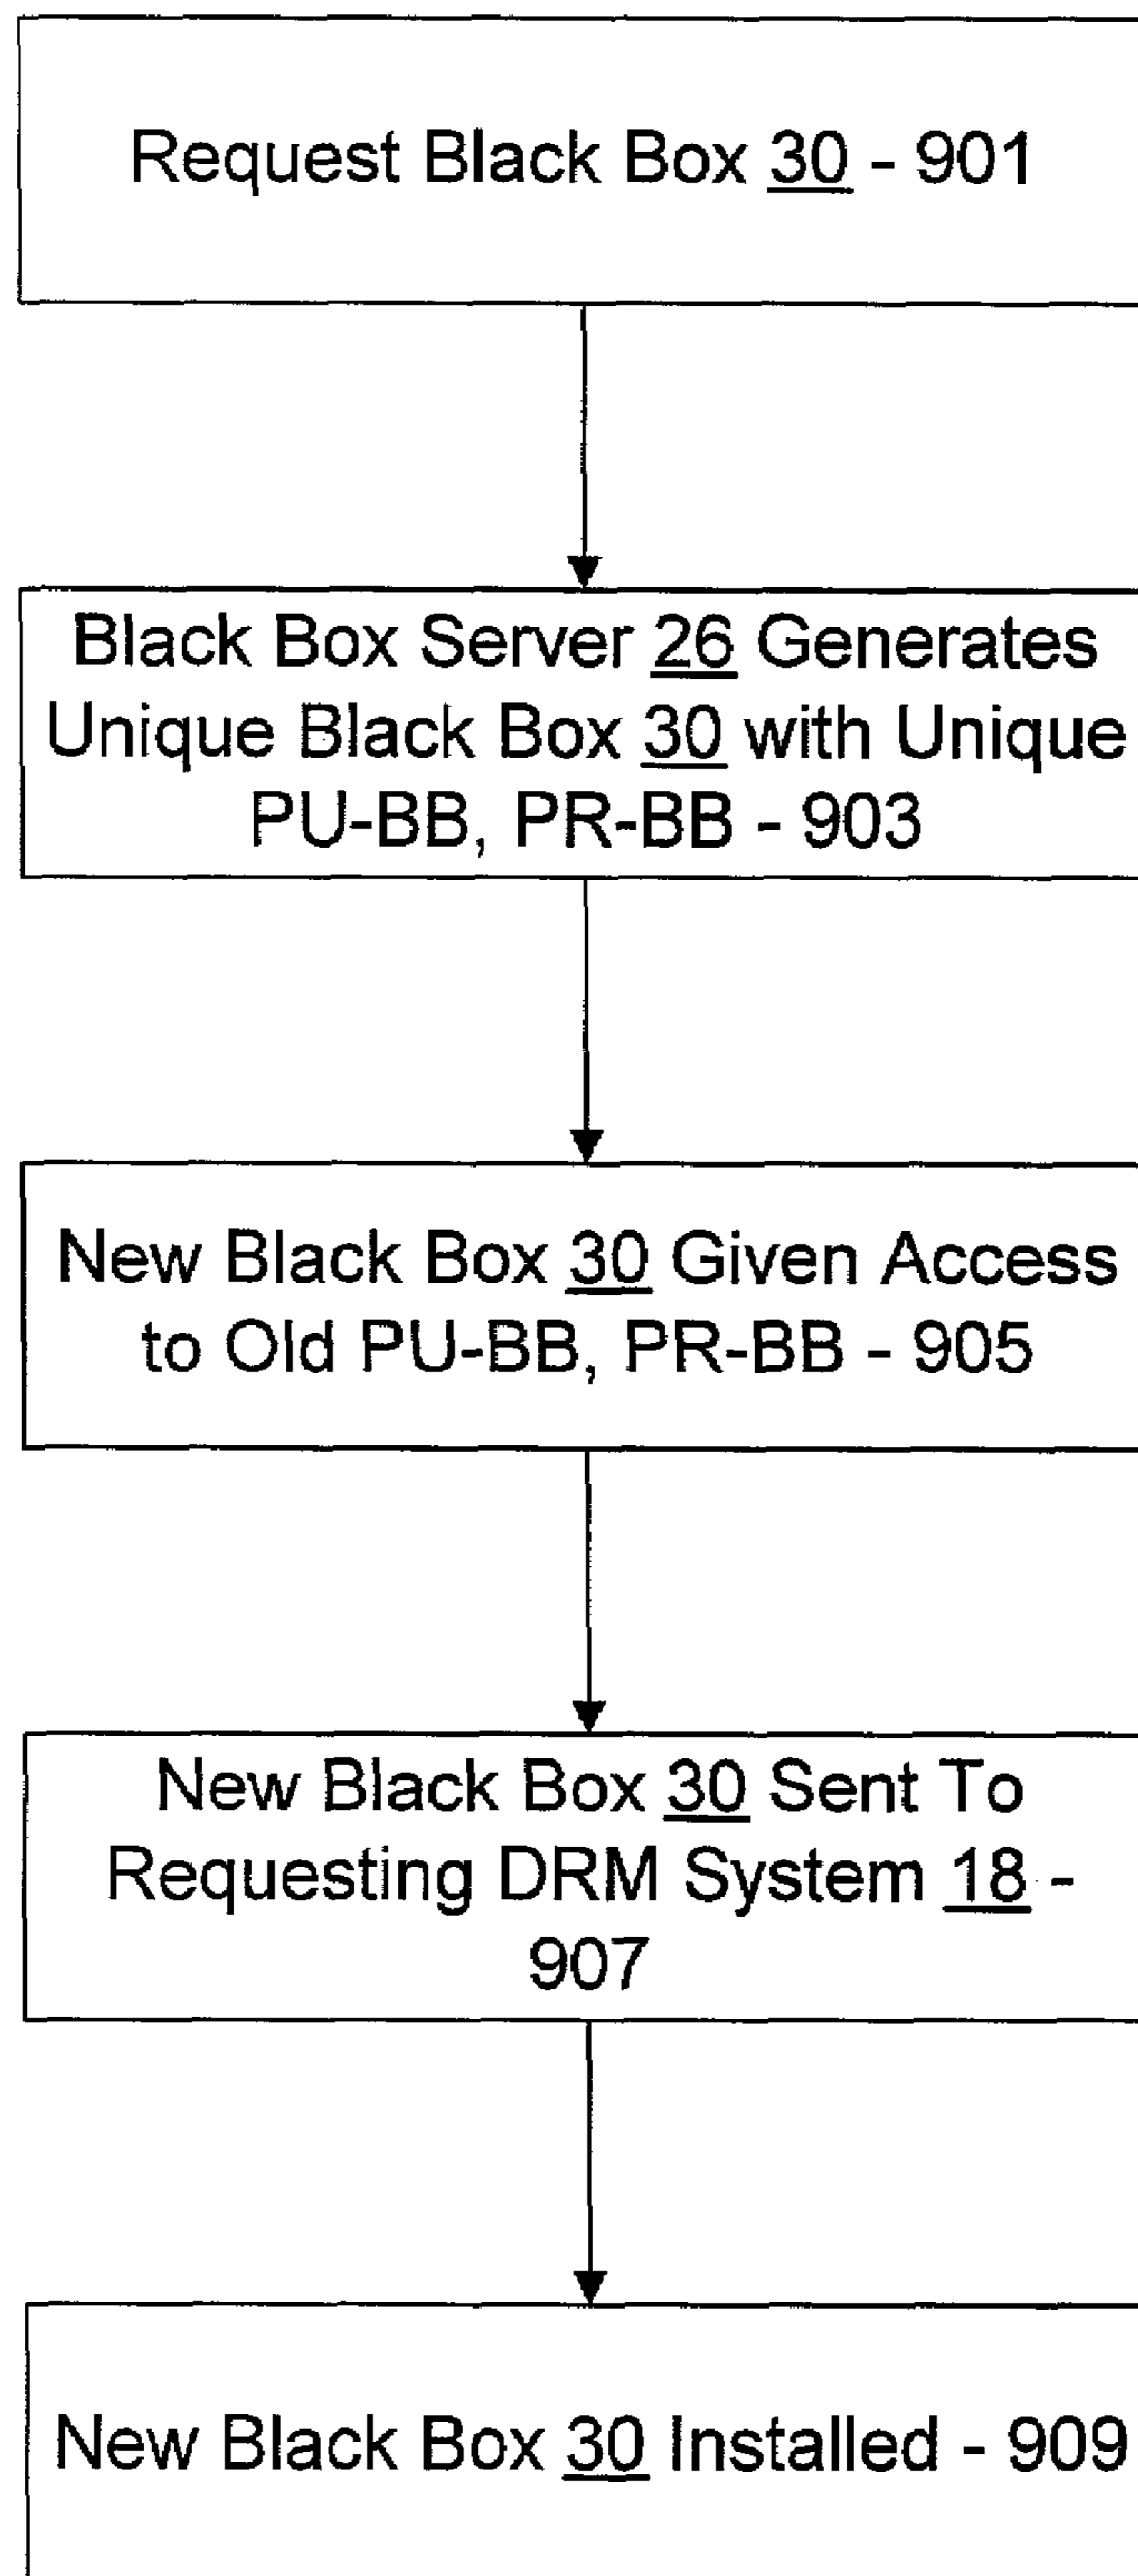 Request Black Box 30 - 901
Black Box Server 26 Generates
Unique Black Box 30 with Unique
PU-BB, PR-BB - 903
New Black Box 30 Given Access
to Old PU-BB, PR-BB - 905
New Black Box 30 Sent To
Requesting DRM System 18 -
907
New Black Box 30 Installed - 909